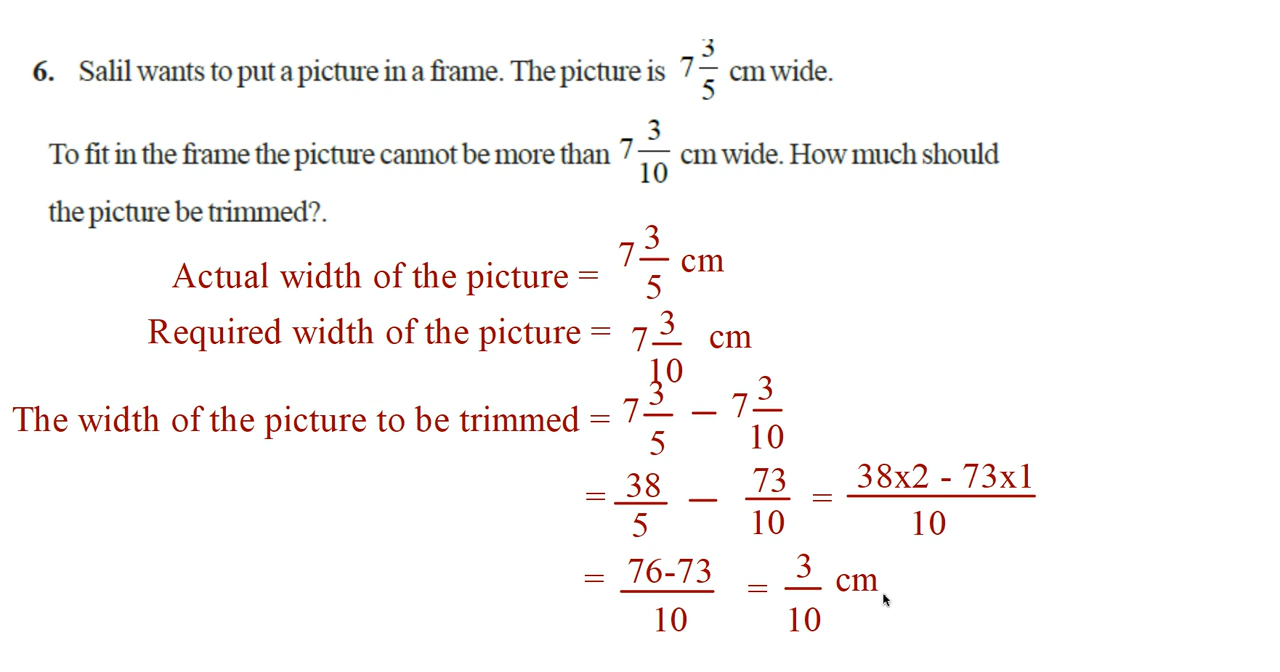 6. Salil wants to put a picture in a frame. The picture is 7 3/5 cm wide.
To fit in the frame the picture cannot be more than 7 3/10 cm wide. How much should
the picture be trimmed?.
Actual width of the picture = 7 3/5 cm
Required width of the picture = 7 3/10 cm
The width of the picture to be trimmed = 7 3/5 − 7 3/10
= 38/5 − 73/10 = 38x2 - 73x1/10
= 76-73/10 = 3/10 cm